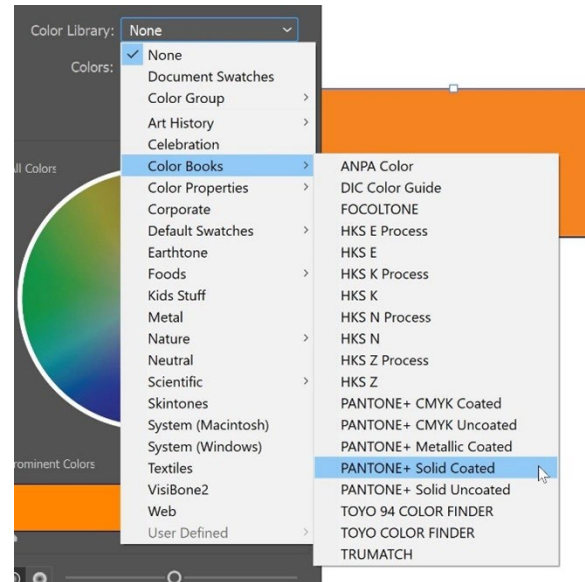 Color Library: None
Colors:
None
Document Swatches
Color Group
Art History
Celebration
Color Books
Color Properties
Corporate
Default Swatches
Earthtone
Foods
Kids Stuff
Metal
Nature
Neutral
Scientific
Skintones
System (Macintosh)
System (Windows)
Textiles
VisiBone2
Web
User Defined
ANPA Color
DIC Color Guide
FOCOLTONE
HKS E Process
HKS E
HKS K Process
HKS K
HKS N Process
HKS N
HKS Z Process
HKS Z
PANTONE+ CMYK Coated
PANTONE+ CMYK Uncoated
PANTONE+ Metallic Coated
PANTONE+ Solid Coated
PANTONE+ Solid Uncoated
TOYO 94 COLOR FINDER
TOYO COLOR FINDER
TRUMATCH
ll Colors
rominent Colors